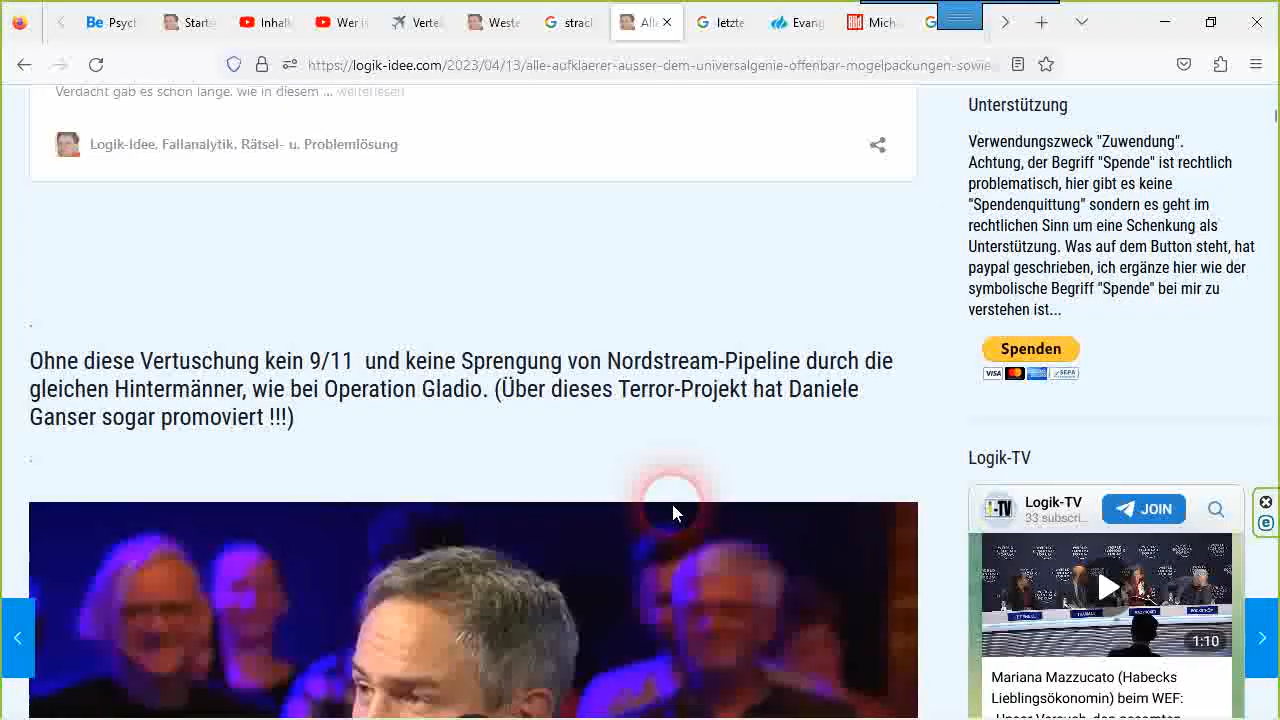 Psych
Starts
Inhalt
Wer is
Vertei
Weste
strach
Alle
letzte
Evang
Mich
https://logik-idee.com/2023/04/13/alle-aufklaerer-ausser-dem-universalgenie-offenbar-mogelpackungen-sowie
Verdacht gab es schon lange, wie in diesem ... weiterlesen
Logik-Idee, Fallanalytik, Rätsel- u. Problemlösung
.
Ohne diese Vertuschung kein 9/11 und keine Sprengung von Nordstream-Pipeline durch die
gleichen Hintermänner, wie bei Operation Gladio. (Über dieses Terror-Projekt hat Daniele
Ganser sogar promoviert !!!)
.
Unterstützung
Verwendungszweck "Zuwendung".
Achtung, der Begriff "Spende" ist rechtlich
problematisch, hier gibt es keine
"Spendenquittung" sondern es geht im
rechtlichen Sinn um eine Schenkung als
Unterstützung. Was auf dem Button steht, hat
paypal geschrieben, ich ergänze hier wie der
symbolische Begriff "Spende" bei mir zu
verstehen ist...
Spenden
VISA
SEPA
Logik-TV
Logik-TV
33 subscri...
JOIN
WORLD ECONOMIC FORUM
1:10
Mariana Mazzucato (Habecks
Lieblingsökonomin) beim WEF: